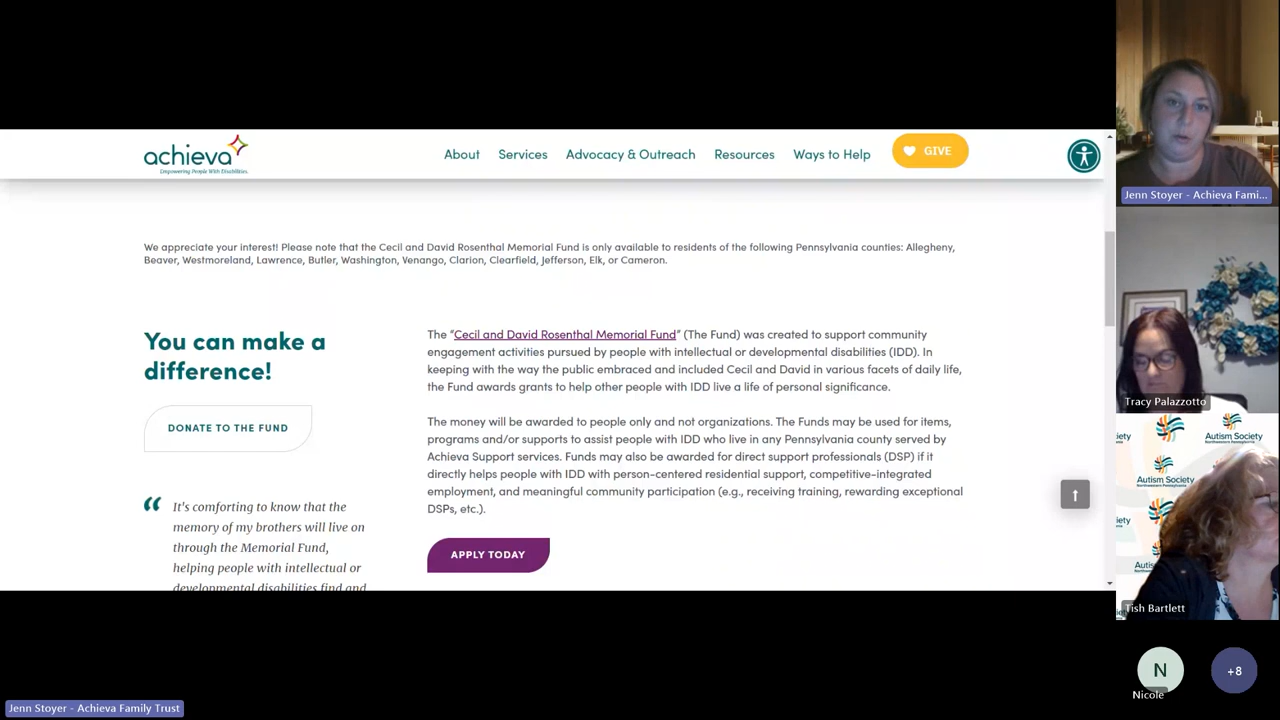 achieva
Empowering People With Disabilities.
About Services Advocacy & Outreach Resources Ways to Help GIVE
We appreciate your interest! Please note that the Cecil and David Rosenthal Memorial Fund is only available to residents of the following Pennsylvania counties: Allegheny,
Beaver, Westmoreland, Lawrence, Butler, Washington, Venango, Clarion, Clearfield, Jefferson, Elk, or Cameron.
You can make a
difference!
DONATE TO THE FUND
“ It's comforting to know that the
memory of my brothers will live on
through the Memorial Fund,
helping people with intellectual or
developmental disabilities find and
The “Cecil and David Rosenthal Memorial Fund” (The Fund) was created to support community
engagement activities pursued by people with intellectual or developmental disabilities (IDD). In
keeping with the way the public embraced and included Cecil and David in various facets of daily life,
the Fund awards grants to help other people with IDD live a life of personal significance.
The money will be awarded to people only and not organizations. The Funds may be used for items,
programs and/or supports to assist people with IDD who live in any Pennsylvania county served by
Achieva Support services. Funds may also be awarded for direct support professionals (DSP) if it
directly helps people with IDD with person-centered residential support, competitive-integrated
employment, and meaningful community participation (e.g., receiving training, rewarding exceptional
DSPs, etc.).
APPLY TODAY
Jenn Stoyer - Achieva Fami...
Tracy Palazzotto
Autism Society
Autism Society
Tish Bartlett
N
Nicole
+8
Jenn Stoyer - Achieva Family Trust